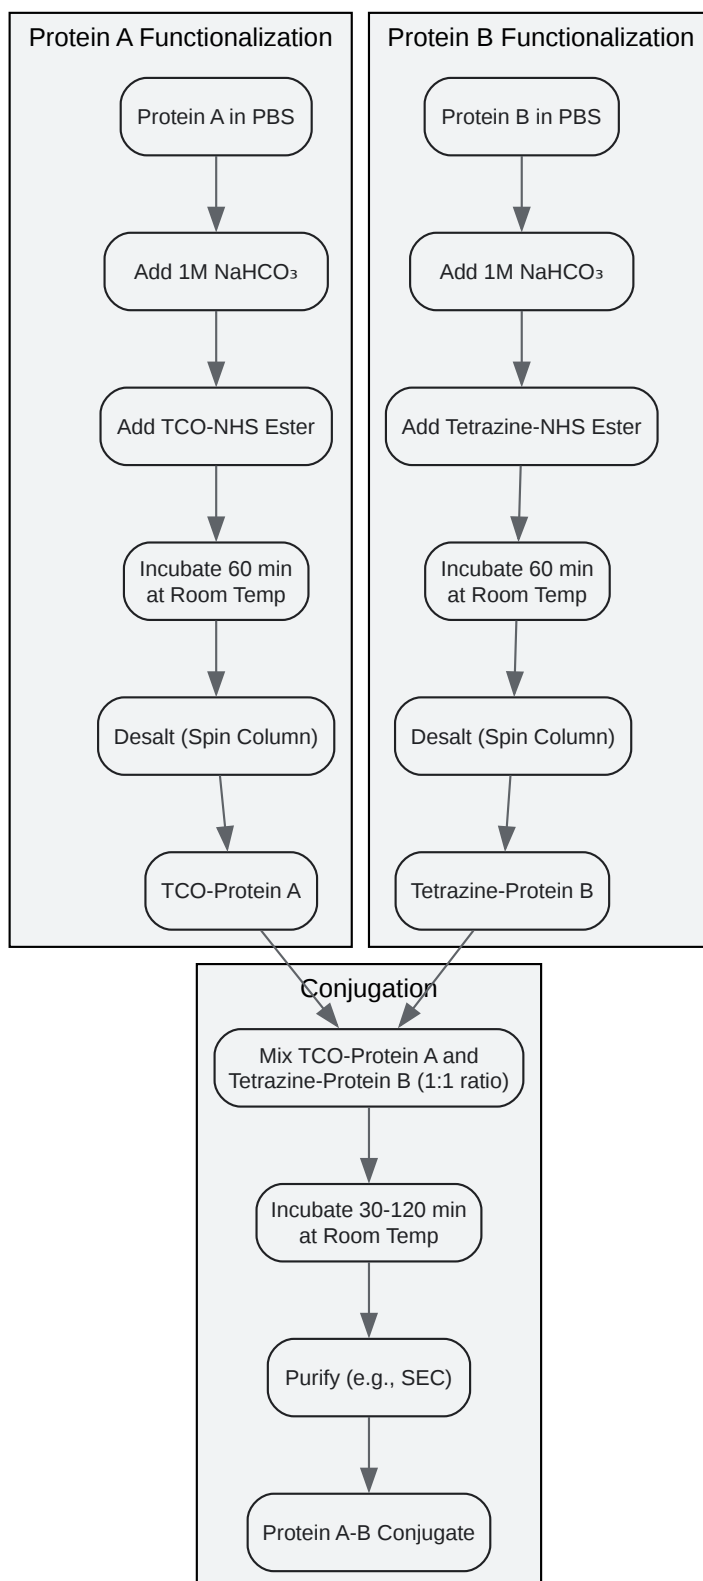 Protein A Functionalization
Protein A in PBS
Add 1M NaHCO₃
Add TCO-NHS Ester
Incubate 60 min
at Room Temp
Desalt (Spin Column)
TCO-Protein A
Protein B Functionalization
Protein B in PBS
Add 1M NaHCO₃
Add Tetrazine-NHS Ester
Incubate 60 min
at Room Temp
Desalt (Spin Column)
Tetrazine-Protein B
Conjugation
Mix TCO-Protein A and
Tetrazine-Protein B (1:1 ratio)
Incubate 30-120 min
at Room Temp
Purify (e.g., SEC)
Protein A-B Conjugate